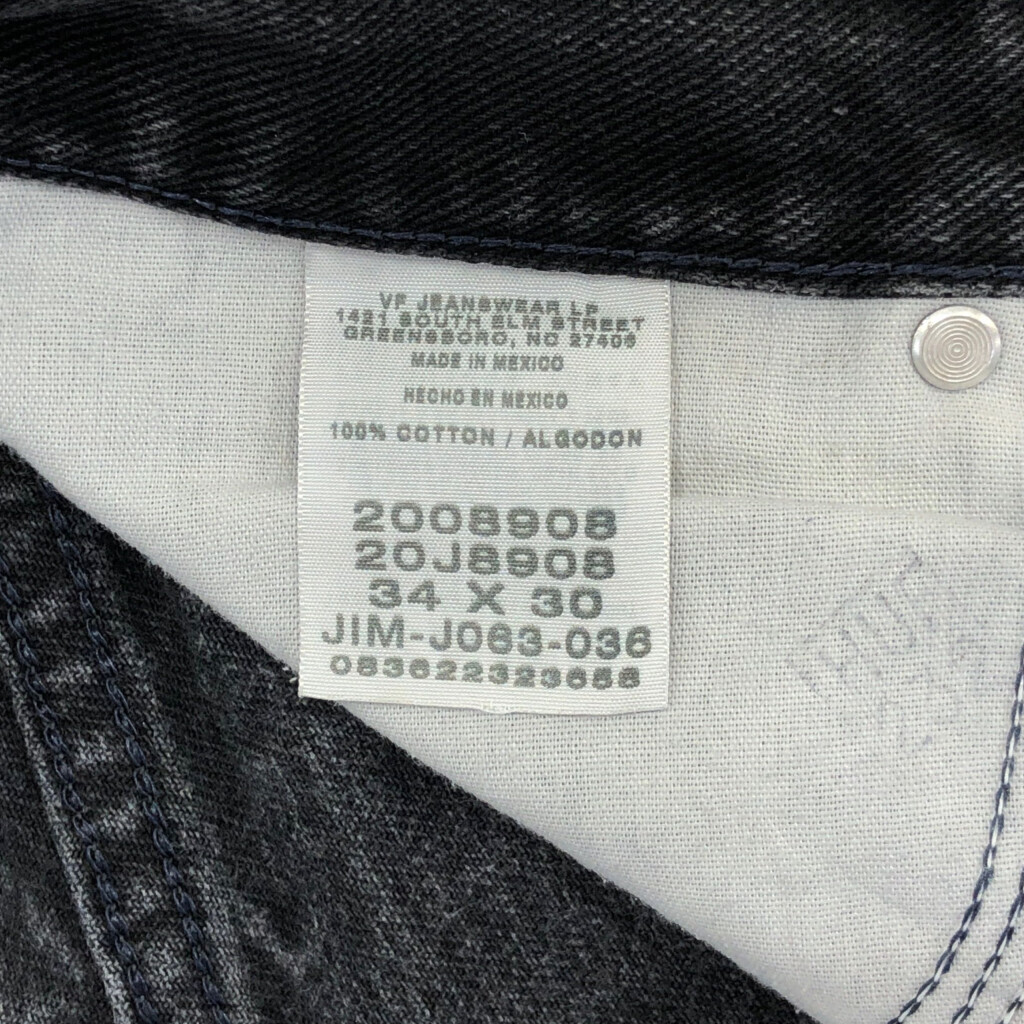 VF JEANSWEAR LP
1421 SOUTH ELM STREET
GREENSBORO, NC 27406
MADE IN MEXICO
HECHO EN MEXICO
100% COTTON / ALGODON
2008908
20J8908
34 X 30
JIM-J063-036